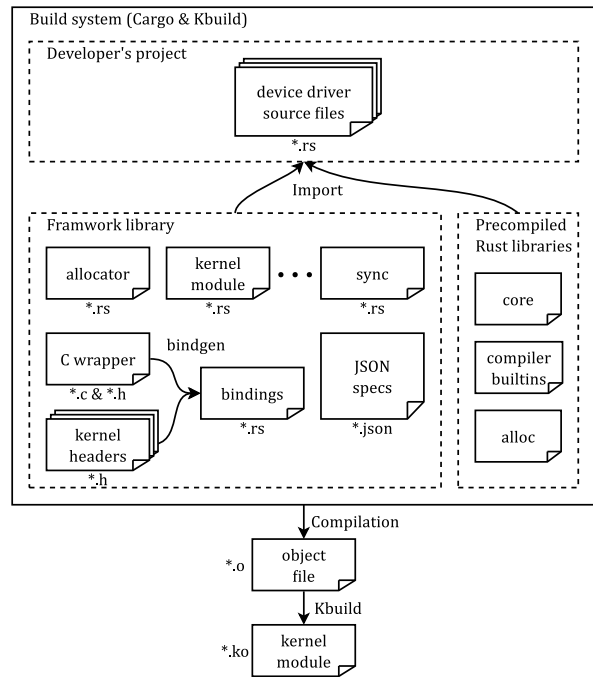 Build system (Cargo & Kbuild)
Developer's project
device driver
source files
*.rs
Import
Framwork library
allocator
*.rs
kernel
module
*.rs
sync
*.rs
C wrapper
*.c & *.h
bindgen
kernel
headers
*.h
bindings
*.rs
JSON
specs
*.json
Precompiled
Rust libraries
core
compiler
builtins
alloc
Compilation
*.o
object
file
Kbuild
*.ko
kernel
module